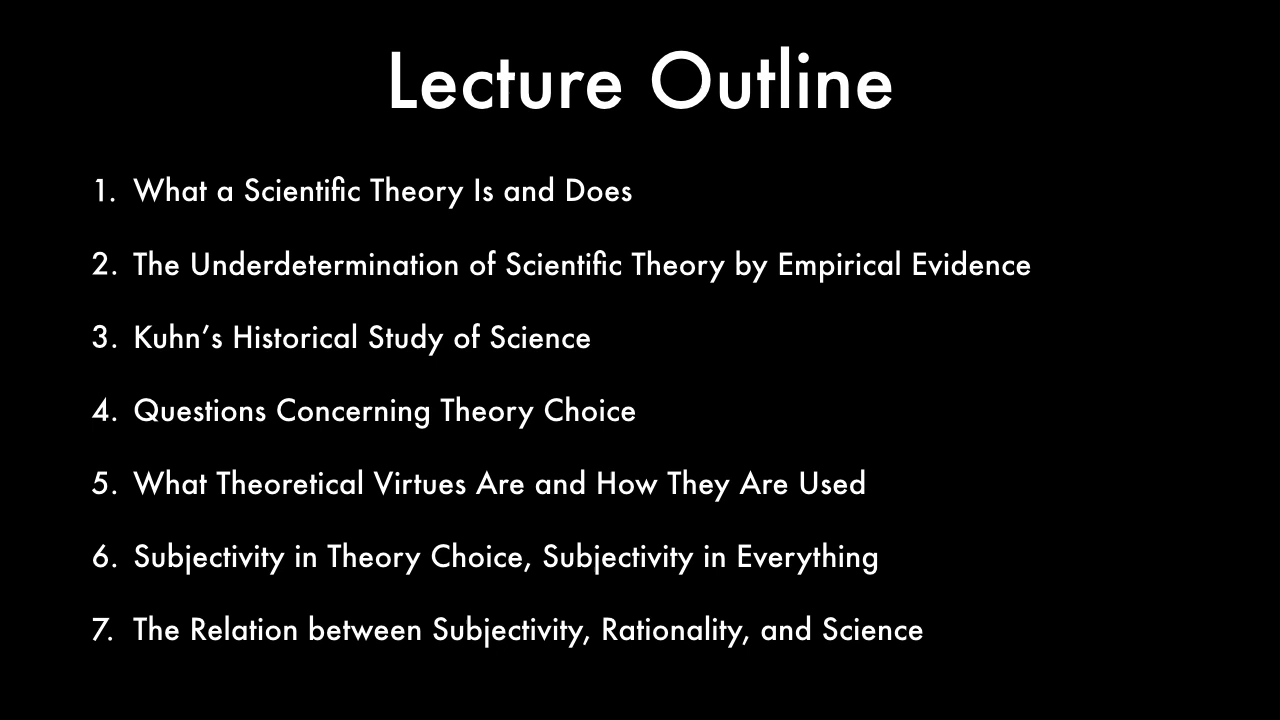 Lecture Outline
1. What a Scientific Theory Is and Does
2. The Underdetermination of Scientific Theory by Empirical Evidence
3. Kuhn’s Historical Study of Science
4. Questions Concerning Theory Choice
5. What Theoretical Virtues Are and How They Are Used
6. Subjectivity in Theory Choice, Subjectivity in Everything
7. The Relation between Subjectivity, Rationality, and Science